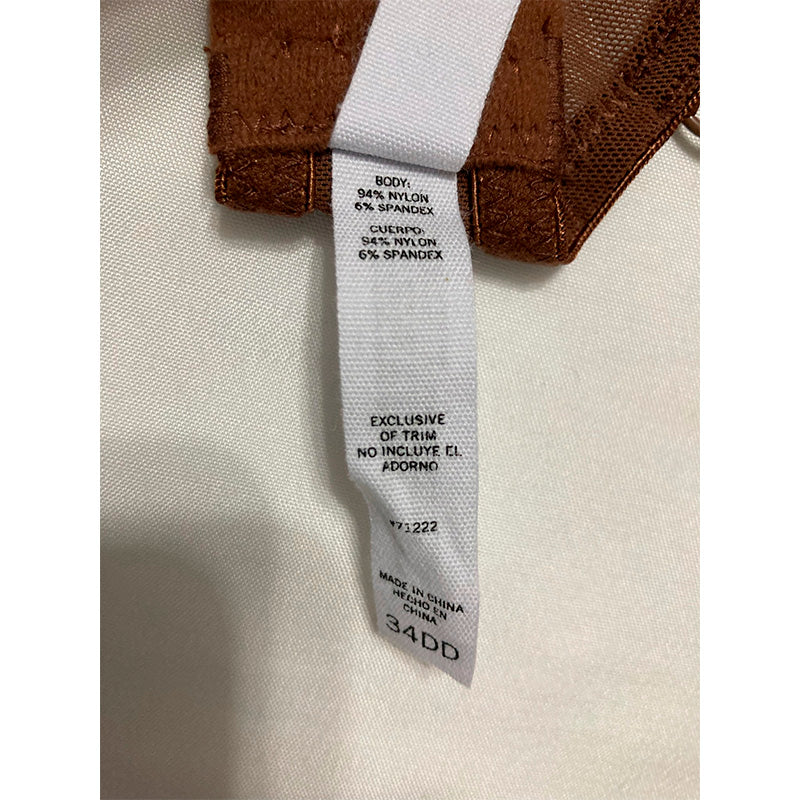 BODY:
94% NYLON
6% SPANDEX
CUERPO:
94% NYLON
6% SPANDEX
EXCLUSIVE
OF TRIM
NO INCLUYE EL
ADORNO
#71222
MADE IN CHINA
HECHO EN
CHINA
34DD